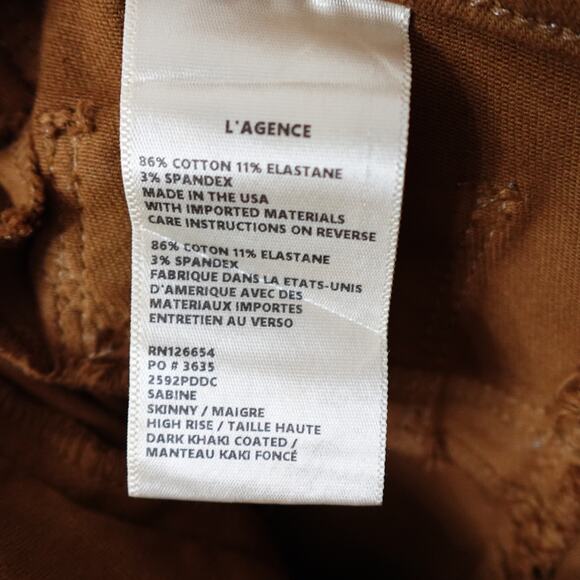 L'AGENCE
86% COTTON 11% ELASTANE
3% SPANDEX
MADE IN THE USA
WITH IMPORTED MATERIALS
CARE INSTRUCTIONS ON REVERSE
86% COTON 11% ELASTANE
3% SPANDEX
FABRIQUE DANS LA ETATS-UNIS
D'AMERIQUE AVEC DES
MATERIAUX IMPORTES
ENTRETIEN AU VERSO
RN126654
PO # 3635
2592PDDC
SABINE
SKINNY / MAIGRE
HIGH RISE / TAILLE HAUTE
DARK KHAKI COATED /
MANTEAU KAKI FONCÉ